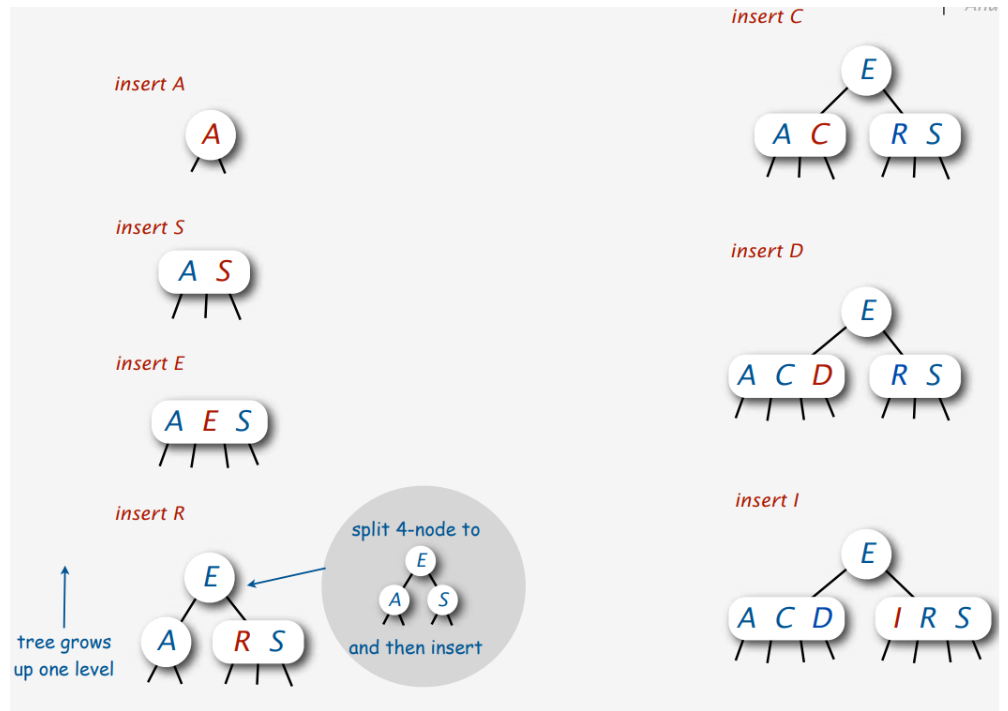 insert A
A
insert S
A S
insert E
A E S
insert R
E
A
R S
tree grows
up one level
split 4-node to
E
A
S
and then insert
insert C
E
A C
R S
insert D
E
A C D
R S
insert I
E
A C D
I R S